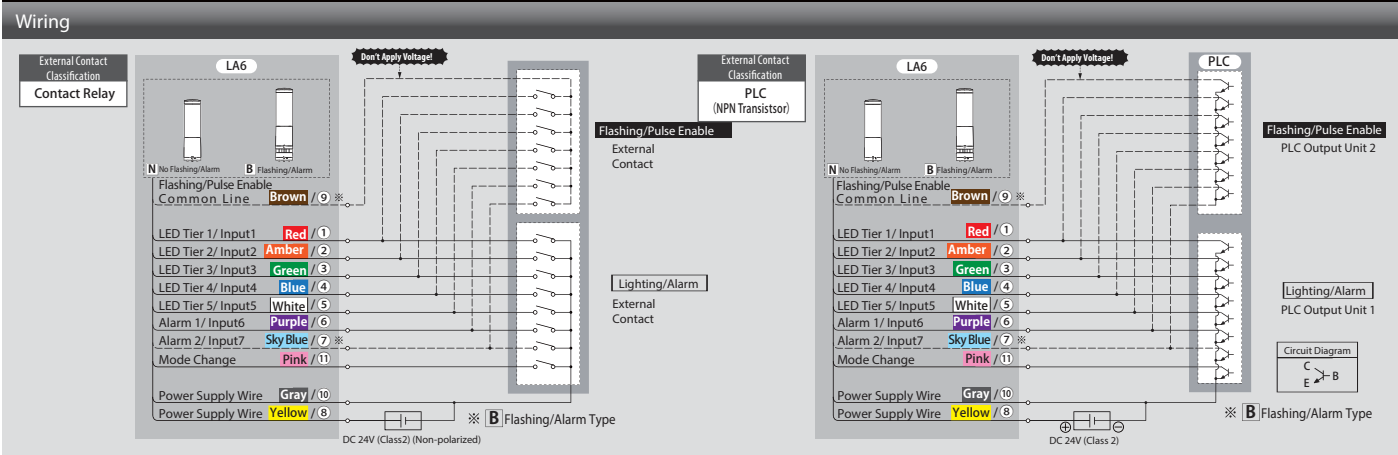 Wiring
External Contact
Classification
Contact Relay
LA6
Don't Apply Voltage!
N No Flashing/Alarm
B Flashing/Alarm
Flashing/Pulse Enable
Common Line Brown / ⑨ ※
LED Tier 1/ Input1 Red / ①
LED Tier 2/ Input2 Amber / ②
LED Tier 3/ Input3 Green / ③
LED Tier 4/ Input4 Blue / ④
LED Tier 5/ Input5 White / ⑤
Alarm 1/ Input6 Purple / ⑥
Alarm 2/ Input7 Sky Blue / ⑦ ※
Mode Change Pink / ⑪
Power Supply Wire Gray / ⑩
Power Supply Wire Yellow / ⑧
DC 24V (Class2) (Non-polarized)
Flashing/Pulse Enable
External
Contact
Lighting/Alarm
External
Contact
※ B Flashing/Alarm Type
External Contact
Classification
PLC
(NPN Transistsor)
LA6
Don't Apply Voltage!
PLC
N No Flashing/Alarm
B Flashing/Alarm
Flashing/Pulse Enable
Common Line Brown / ⑨ ※
LED Tier 1/ Input1 Red / ①
LED Tier 2/ Input2 Amber / ②
LED Tier 3/ Input3 Green / ③
LED Tier 4/ Input4 Blue / ④
LED Tier 5/ Input5 White / ⑤
Alarm 1/ Input6 Purple / ⑥
Alarm 2/ Input7 Sky Blue / ⑦ ※
Mode Change Pink / ⑪
Power Supply Wire Gray / ⑩
Power Supply Wire Yellow / ⑧
⊕ ⊖
DC 24V (Class 2)
Flashing/Pulse Enable
PLC Output Unit 2
Lighting/Alarm
PLC Output Unit 1
Circuit Diagram
C
B
E
※ B Flashing/Alarm Type